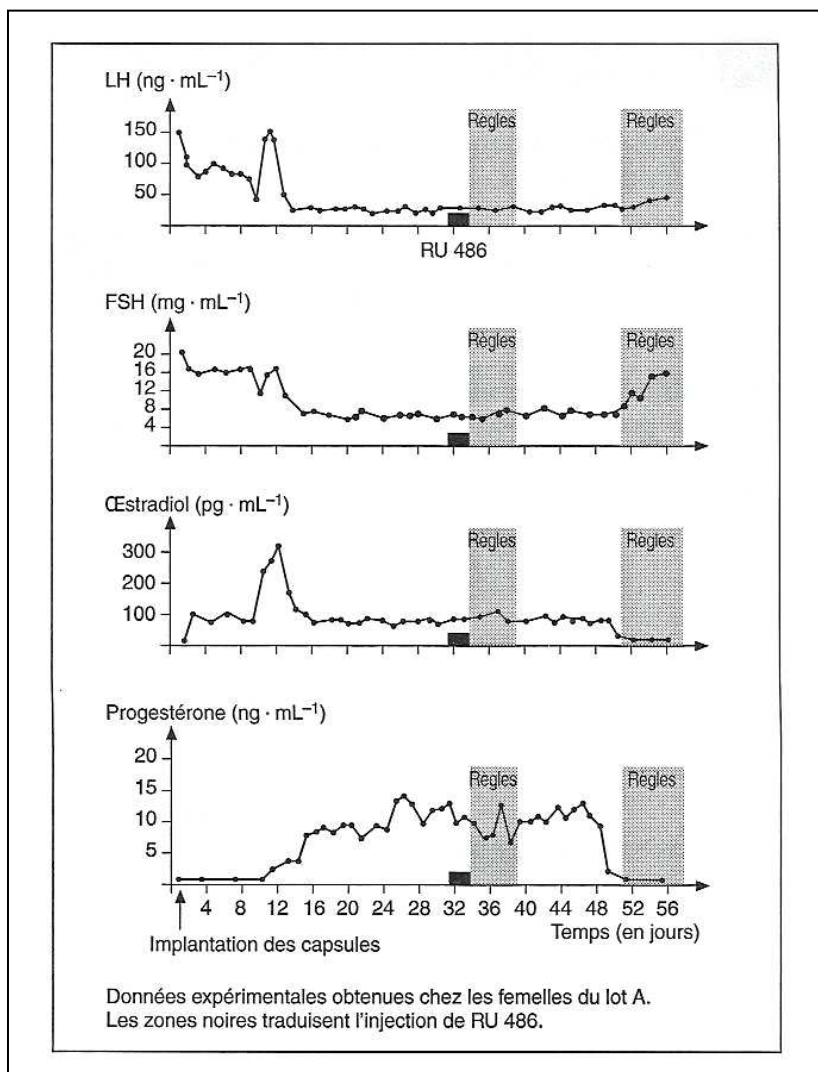 LH (ng · mL⁻¹)
150
100
50
Règles
Règles
RU 486
FSH (mg · mL⁻¹)
20
16
12
8
4
Règles
Règles
Œstradiol (pg · mL⁻¹)
300
200
100
Règles
Règles
Progestérone (ng · mL⁻¹)
20
15
10
5
Règles
Règles
4 8 12 16 20 24 28 32 36 40 44 48 52 56
Implantation des capsules
Temps (en jours)
Données expérimentales obtenues chez les femelles du lot A.
Les zones noires traduisent l'injection de RU 486.